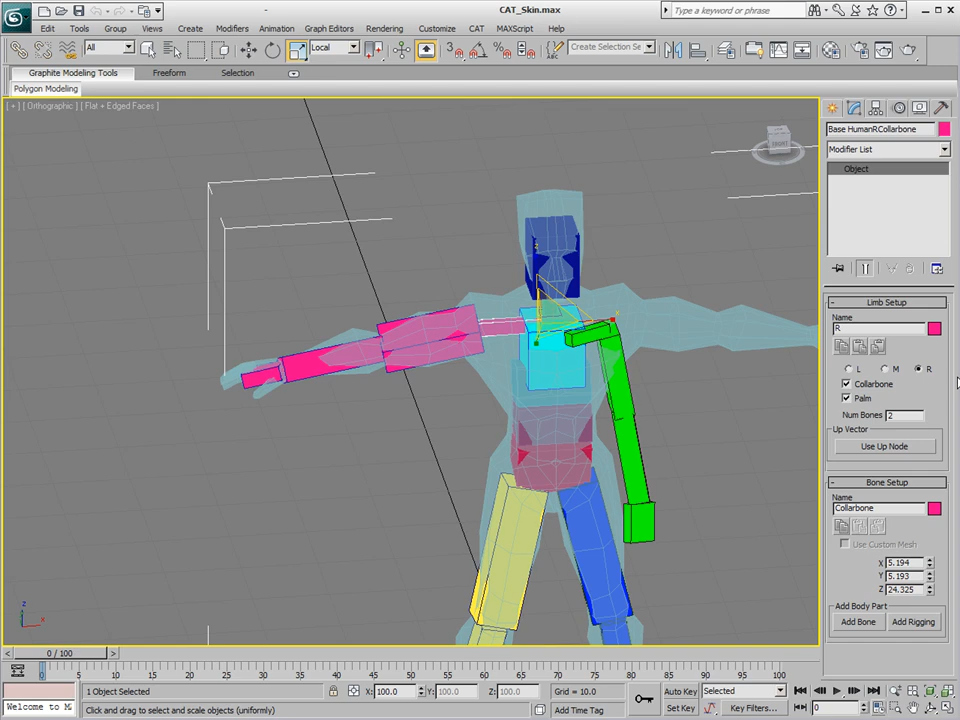 CAT_Skin.max
Type a keyword or phrase
Edit Tools Group Views Create Modifiers Animation Graph Editors Rendering Customize CAT MAXScript Help
All
Local
Create Selection Se
Graphite Modeling Tools Freeform Selection
Polygon Modeling
[ + ] [ Orthographic ] [ Flat + Edged Faces ]
Base HumanRCollarbone
Modifier List
Object
Limb Setup
Name
R
L M R
Collarbone
Palm
Num Bones 2
Up Vector
Use Up Node
Bone Setup
Name
Collarbone
Use Custom Mesh
X 5.194
Y 5.193
Z 24.325
Add Body Part
Add Bone Add Rigging
z
x
0 / 100
0 5 10 15 20 25 30 35 40 45 50 55 60 65 70 75 80 85 90 95 100
1 Object Selected X: 100.0 Y: 100.0 Z: 100.0 Grid = 10.0 Auto Key Selected
Welcome to M
Click and drag to select and scale objects (uniformly) Add Time Tag Set Key Key Filters... 0